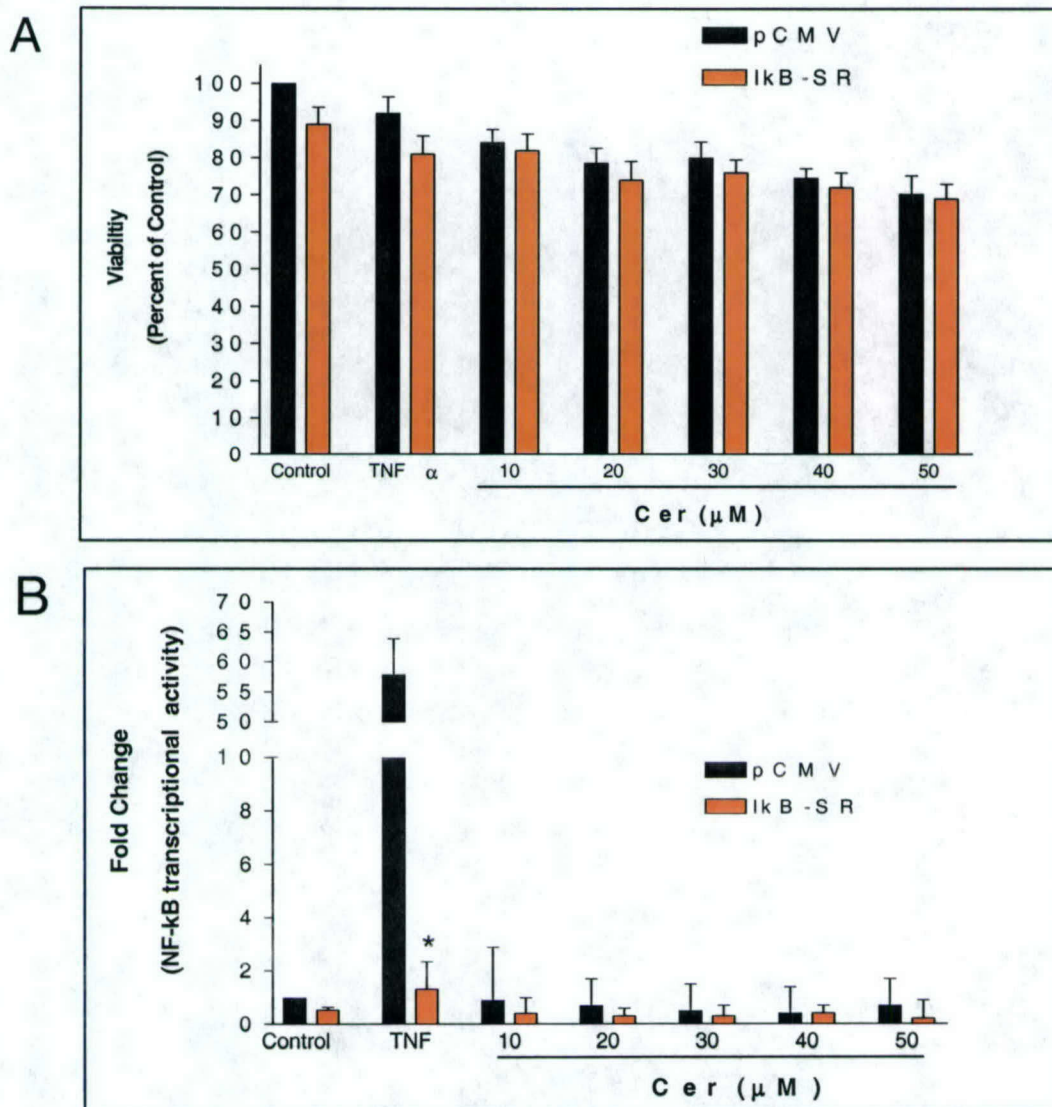 A
pCMV
IkB-SR
100
90
80
70
60
50
40
30
20
10
0
Viabiltiy
(Percent of Control)
Control TNF α 10 20 30 40 50
Cer (μM)
B
70
65
60
55
50
10
8
6
4
2
0
Fold Change
(NF-kB transcriptional activity)
pCMV
IkB-SR
*
Control TNF 10 20 30 40 50
Cer (μM)